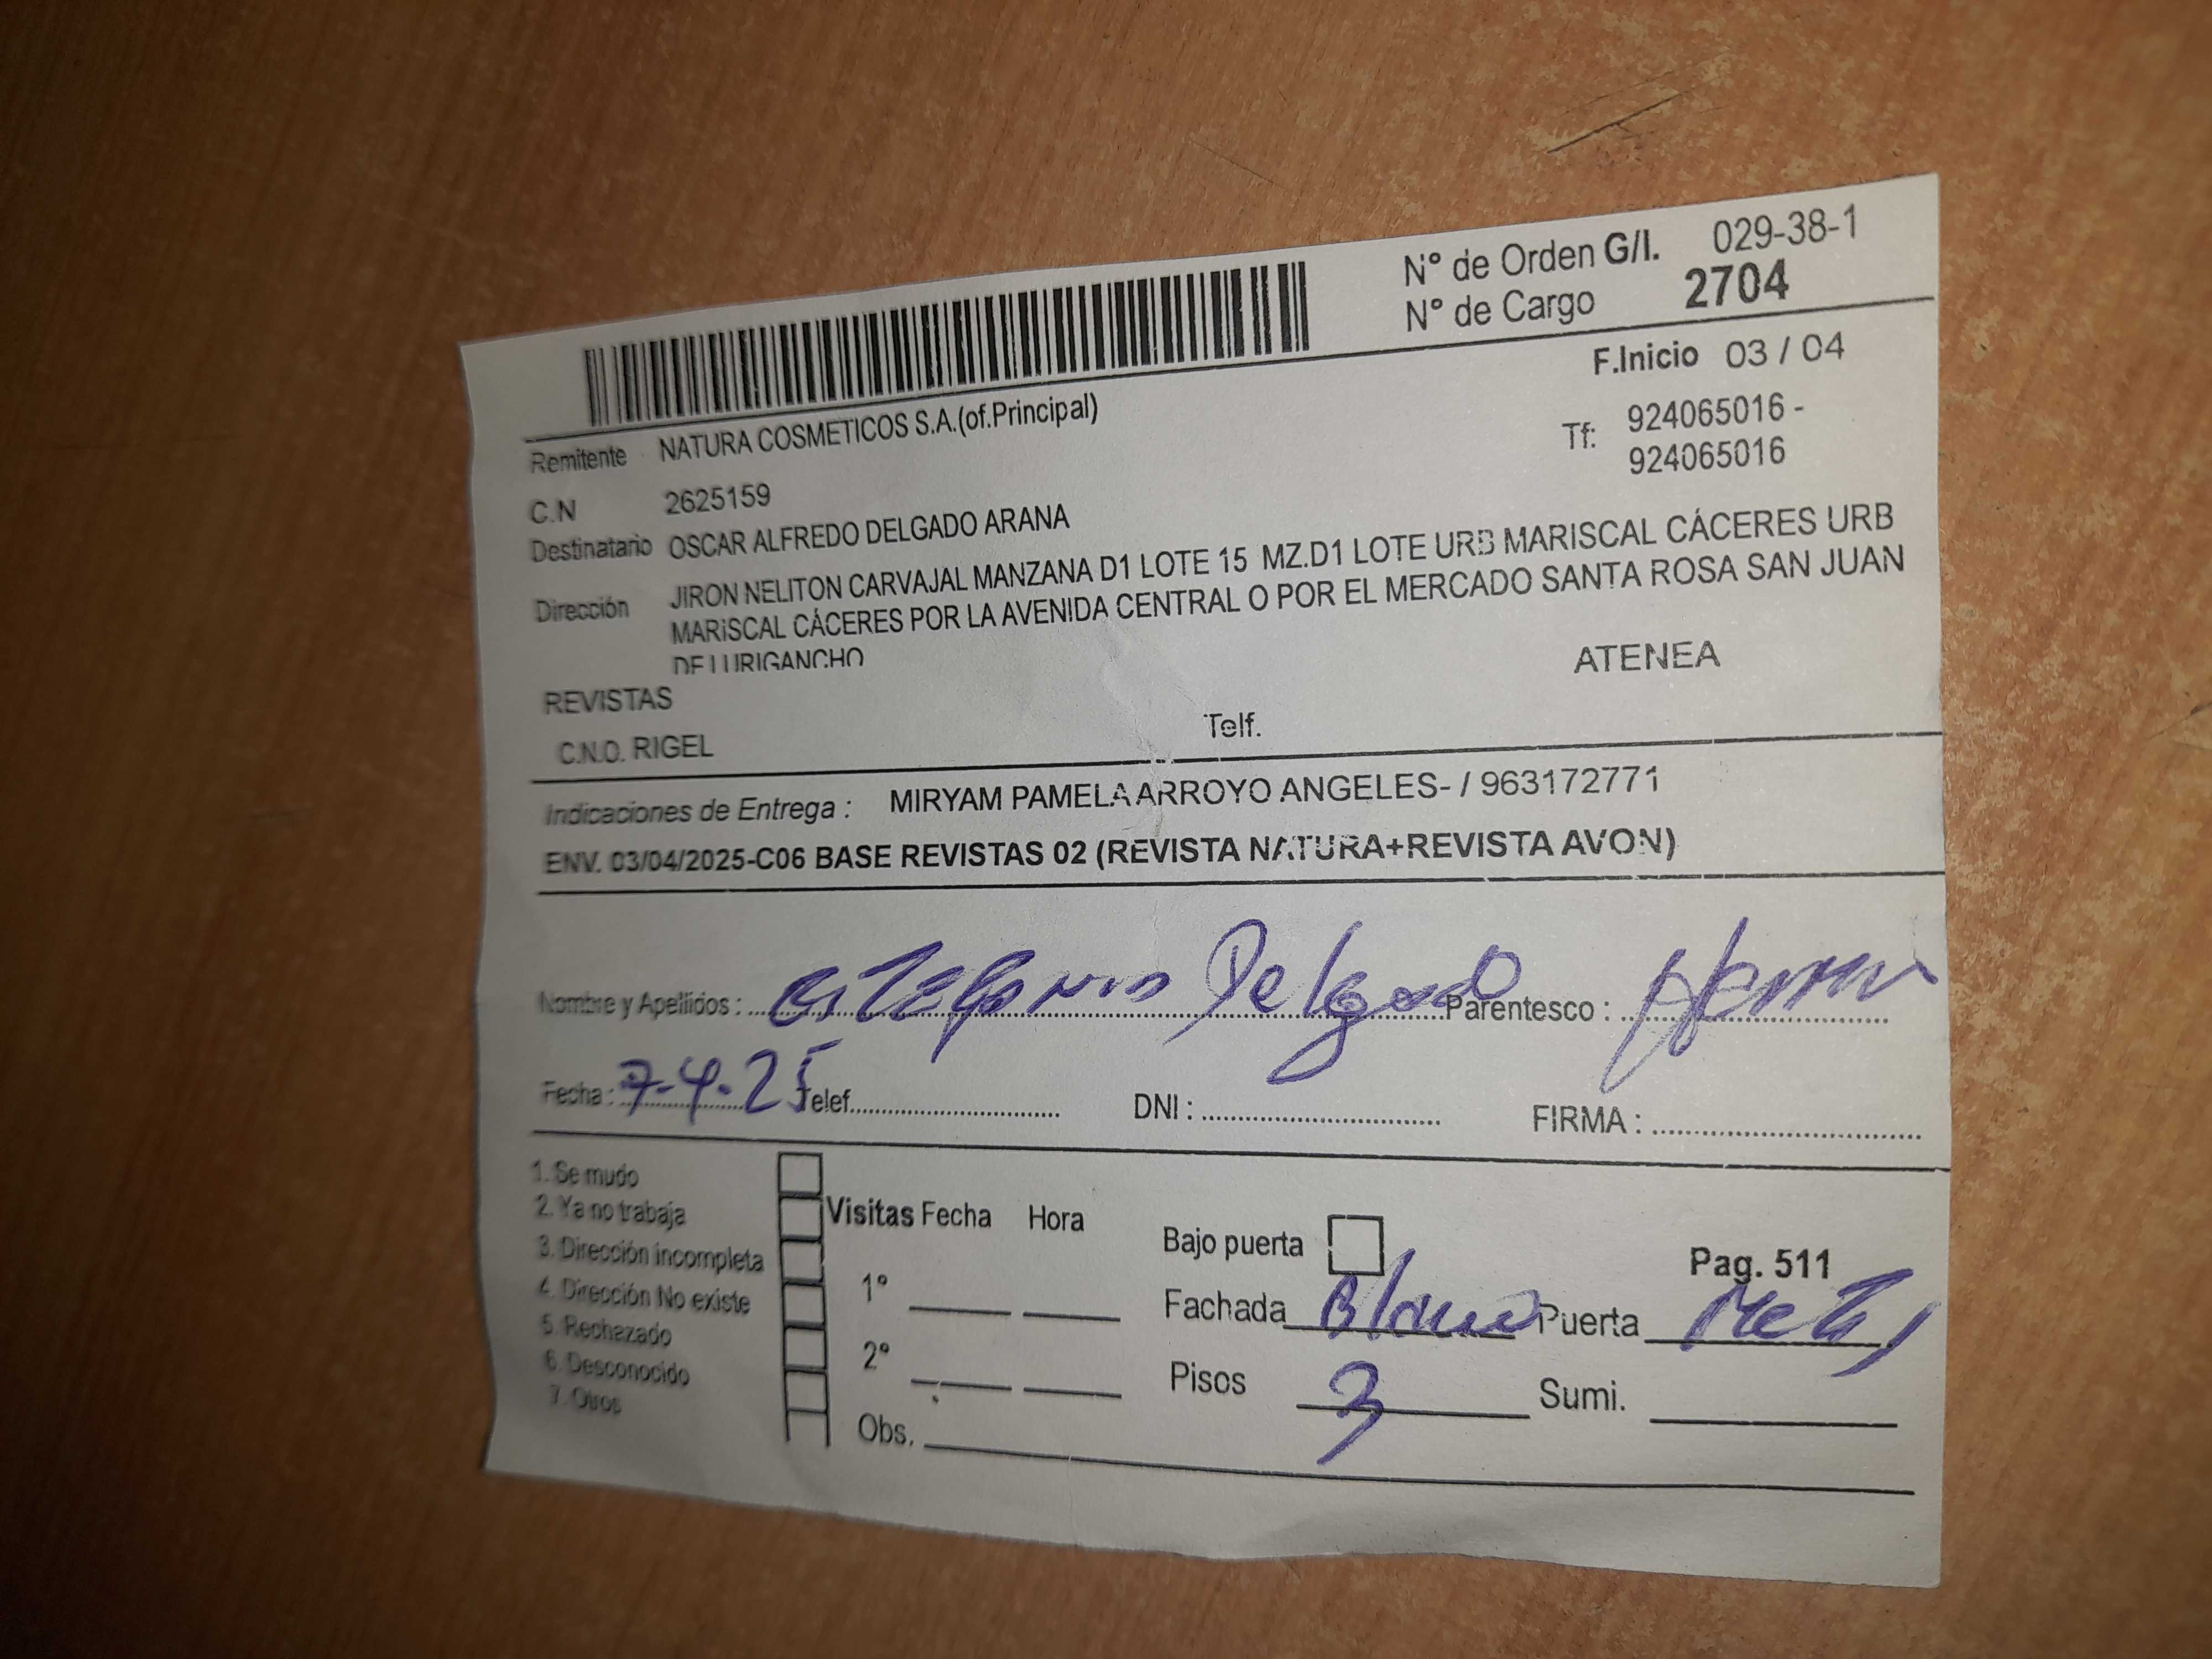 N° de Orden G/I. 029-38-1
N° de Cargo 2704
F.Inicio 03 / 04
Remitente NATURA COSMETICOS S.A.(of.Principal)
Tf: 924065016 -
924065016
C.N 2625159
Destinatario OSCAR ALFREDO DELGADO ARANA
Dirección JIRON NELITON CARVAJAL MANZANA D1 LOTE 15 MZ.D1 LOTE URB MARISCAL CÁCERES URB
MARISCAL CÁCERES POR LA AVENIDA CENTRAL O POR EL MERCADO SANTA ROSA SAN JUAN
DE LURIGANCHO
ATENEA
REVISTAS
Telf.
C.N.O. RIGEL
Indicaciones de Entrega : MIRYAM PAMELA ARROYO ANGELES- / 963172771
ENV. 03/04/2025-C06 BASE REVISTAS 02 (REVISTA NATURA+REVISTA AVON)
Nombre y Apellidos : Delgado Parentesco :
Fecha : 7-4-25 Telef. DNI : FIRMA :
1. Se mudo
2. Ya no trabaja
3. Dirección incompleta
4. Dirección No existe
5. Rechazado
6. Desconocido
7. Otros
Visitas Fecha Hora
1°
2°
Obs.
Bajo puerta
Pag. 511
Fachada Blanco Puerta Metal
Pisos 3 Sumi.